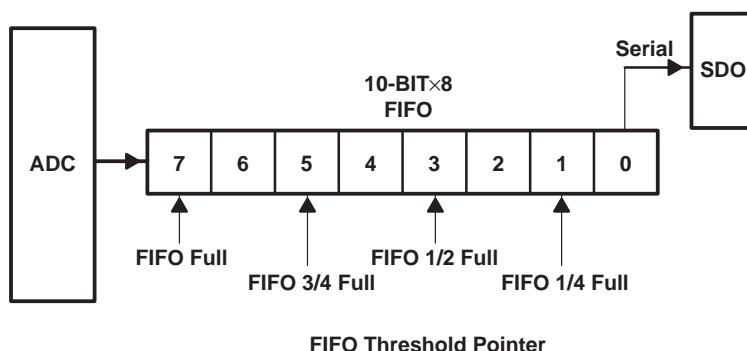 Serial
SDO
10-BIT×8
FIFO
ADC
7 6 5 4 3 2 1 0
FIFO Full
FIFO 1/2 Full
FIFO 3/4 Full
FIFO 1/4 Full
FIFO Threshold Pointer